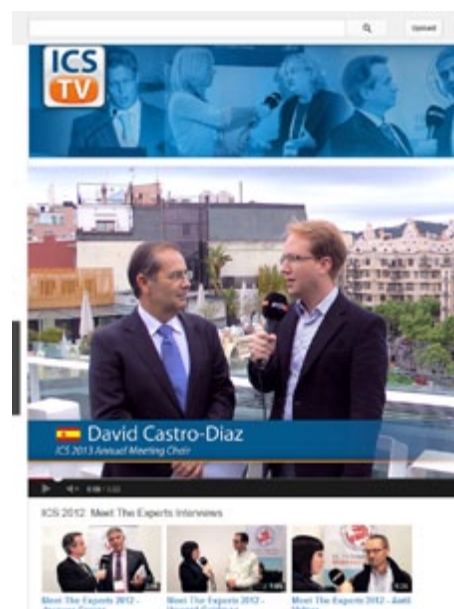 Upload
ICS
TV
David Castro-Diaz
ICS 2013 Annual Meeting Chair
ICS 2012: Meet The Experts Interviews
Meet The Experts 2012 -
Meet The Experts 2012 -
Meet The Experts 2012 - Antti